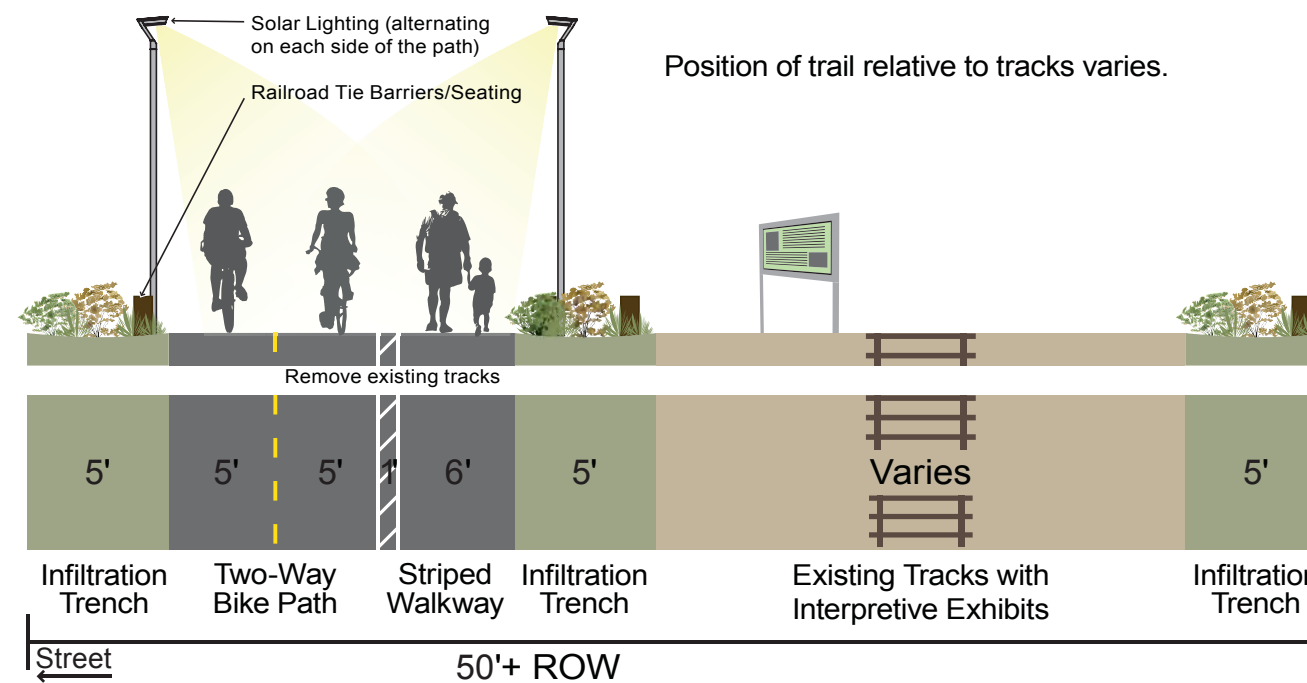 Solar Lighting (alternating
on each side of the path)
Position of trail relative to tracks varies.
Railroad Tie Barriers/Seating
Remove existing tracks
5' 5' 5' 1' 6' 5' Varies 5'
Infiltration
Trench
Two-Way
Bike Path
Striped
Walkway
Infiltration
Trench
Existing Tracks with
Interpretive Exhibits
Infiltration
Trench
Street
50'+ ROW